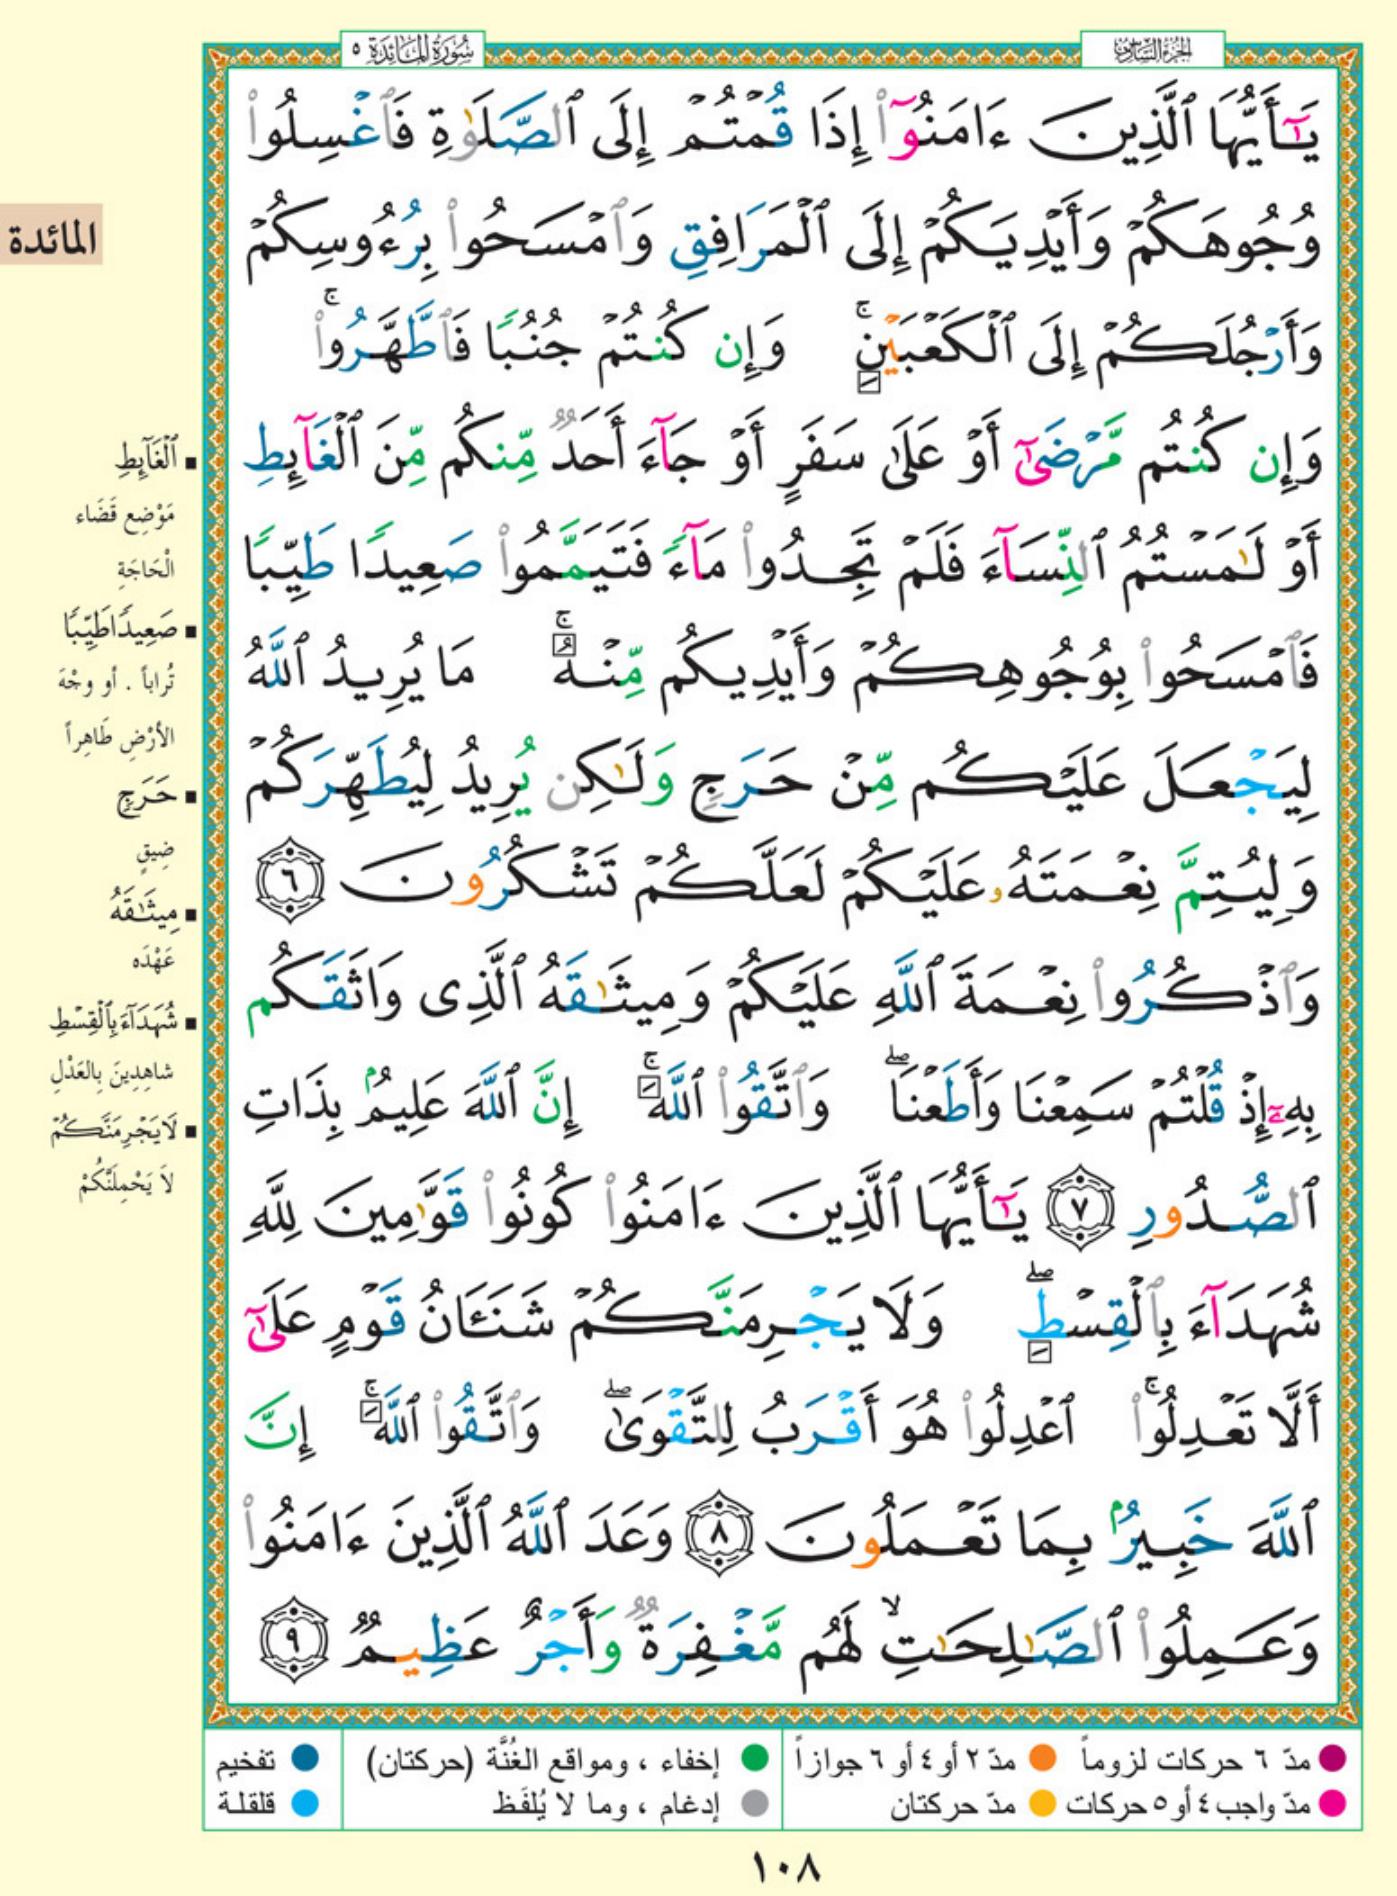 الجزء السادس
سورة المائدة ٥
يَٰٓأَيُّهَا ٱلَّذِينَ ءَامَنُوٓا۟ إِذَا قُمْتُمْ إِلَى ٱلصَّلَوٰةِ فَٱغْسِلُوا۟
وُجُوهَكُمْ وَأَيْدِيَكُمْ إِلَى ٱلْمَرَافِقِ وَٱمْسَحُوا۟ بِرُءُوسِكُمْ
وَأَرْجُلَكُمْ إِلَى ٱلْكَعْبَيْنِ ۚ وَإِن كُنتُمْ جُنُبًا فَٱطَّهَّرُوا۟ ۚ
وَإِن كُنتُم مَّرْضَىٰٓ أَوْ عَلَىٰ سَفَرٍ أَوْ جَآءَ أَحَدٌ مِّنكُم مِّنَ ٱلْغَآئِطِ
أَوْ لَٰمَسْتُمُ ٱلنِّسَآءَ فَلَمْ تَجِدُوا۟ مَآءً فَتَيَمَّمُوا۟ صَعِيدًا طَيِّبًا
فَٱمْسَحُوا۟ بِوُجُوهِكُمْ وَأَيْدِيكُم مِّنْهُ ۚ مَا يُرِيدُ ٱللَّهُ
لِيَجْعَلَ عَلَيْكُم مِّنْ حَرَجٍ وَلَٰكِن يُرِيدُ لِيُطَهِّرَكُمْ
وَلِيُتِمَّ نِعْمَتَهُۥ عَلَيْكُمْ لَعَلَّكُمْ تَشْكُرُونَ ٦
وَٱذْكُرُوا۟ نِعْمَةَ ٱللَّهِ عَلَيْكُمْ وَمِيثَٰقَهُ ٱلَّذِى وَاثَقَكُم
بِهِۦٓ إِذْ قُلْتُمْ سَمِعْنَا وَأَطَعْنَا ۖ وَٱتَّقُوا۟ ٱللَّهَ ۚ إِنَّ ٱللَّهَ عَلِيمٌۢ بِذَاتِ
ٱلصُّدُورِ ٧ يَٰٓأَيُّهَا ٱلَّذِينَ ءَامَنُوا۟ كُونُوا۟ قَوَّٰمِينَ لِلَّهِ
شُهَدَآءَ بِٱلْقِسْطِ ۖ وَلَا يَجْرِمَنَّكُمْ شَنَـَٔانُ قَوْمٍ عَلَىٰٓ
أَلَّا تَعْدِلُوا۟ ۚ ٱعْدِلُوا۟ هُوَ أَقْرَبُ لِلتَّقْوَىٰ ۖ وَٱتَّقُوا۟ ٱللَّهَ ۚ إِنَّ
ٱللَّهَ خَبِيرٌۢ بِمَا تَعْمَلُونَ ٨ وَعَدَ ٱللَّهُ ٱلَّذِينَ ءَامَنُوا۟
وَعَمِلُوا۟ ٱلصَّٰلِحَٰتِ ۙ لَهُم مَّغْفِرَةٌ وَأَجْرٌ عَظِيمٌ ٩
المائدة
ٱلْغَآئِطِ
مَوْضِع قَضَاء
الْحَاجَةِ
صَعِيدًا طَيِّبًا
تُراباً . أو وجْهَ
الأرْضِ طَاهِراً
حَرَجٍ
ضِيقٍ
مِيثَٰقَهُ
عَهْدَه
شُهَدَآءَ بِٱلْقِسْطِ
شاهِدِينَ بِالعَدْلِ
لَا يَجْرِمَنَّكُمْ
لاَ يَحْمِلَنَّكُمْ
مدّ ٦ حركات لزوماً
مدّ ٢ أو ٤ أو ٦ جوازاً
إخفاء ، ومواقع الغُنَّة (حركتان)
تفخيم
مدّ واجب ٤ أو ٥ حركات
مدّ حركتان
إدغام ، وما لا يُلفَظ
قلقلة
١٠٨